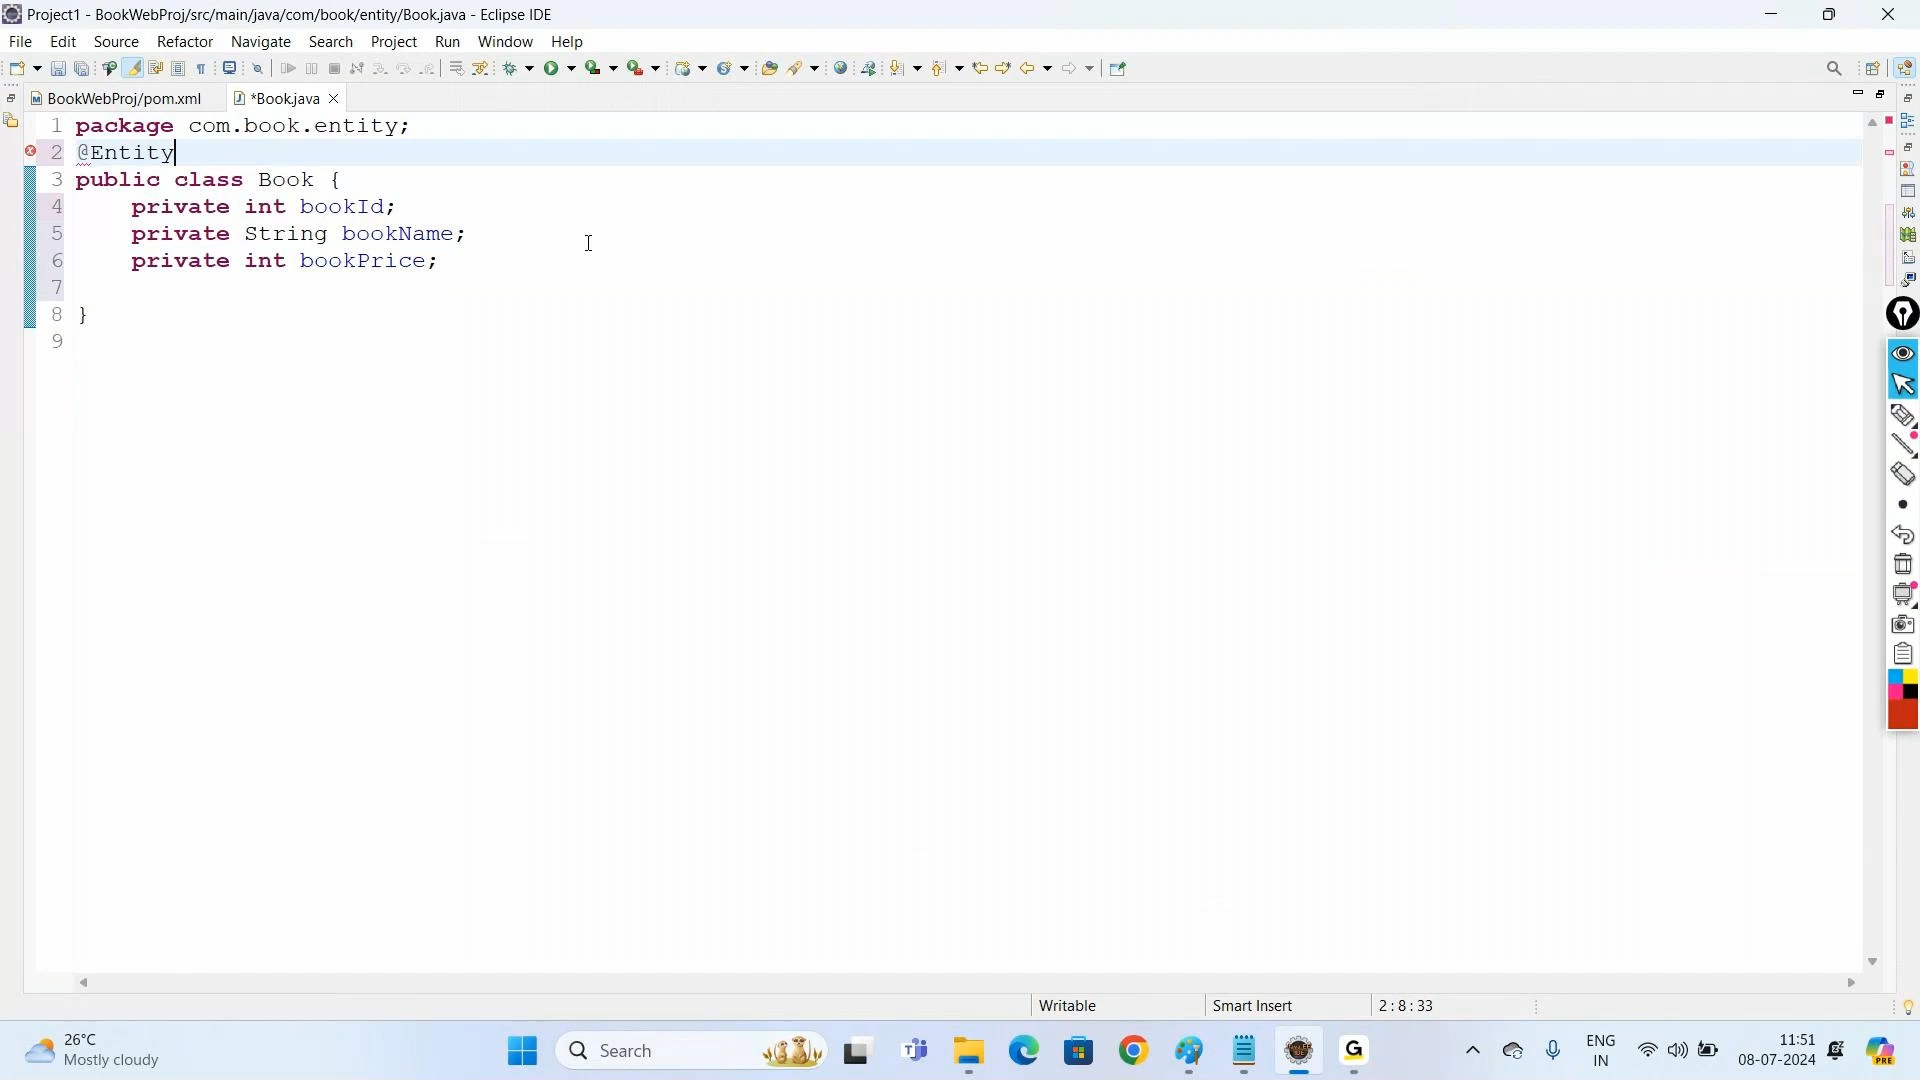 Project1 - BookWebProj/src/main/java/com/book/entity/Book.java - Eclipse IDE
File Edit Source Refactor Navigate Search Project Run Window Help
BookWebProj/pom.xml *Book.java
1 package com.book.entity;
2 @Entity
3 public class Book {
4 private int bookId;
5 private String bookName;
6 private int bookPrice;
7
8 }
9
Writable Smart Insert 2 : 8 : 33
26°C
Mostly cloudy
Search
ENG
IN
11:51
08-07-2024
PRE